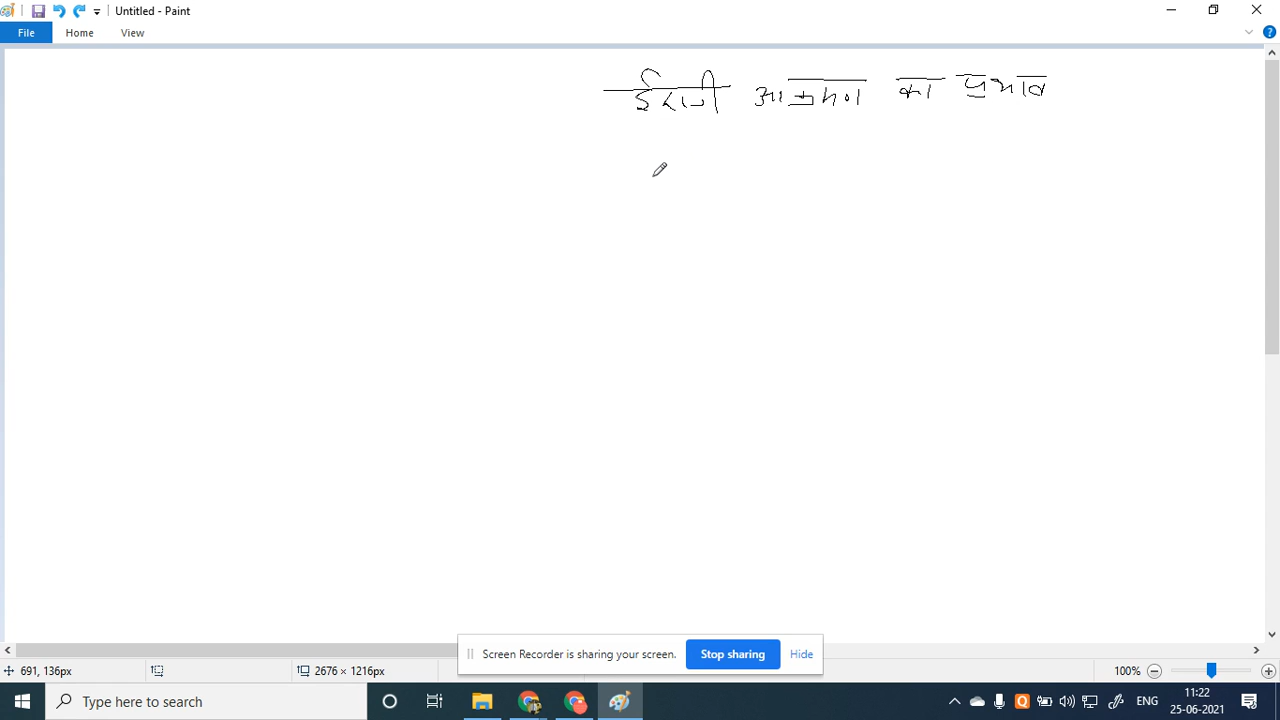 Untitled - Paint
File Home View
ईरानी आक्रमण का प्रभाव
Screen Recorder is sharing your screen. Stop sharing Hide
691, 136px 2676 × 1216px 100%
Type here to search ENG 11:22 25-06-2021